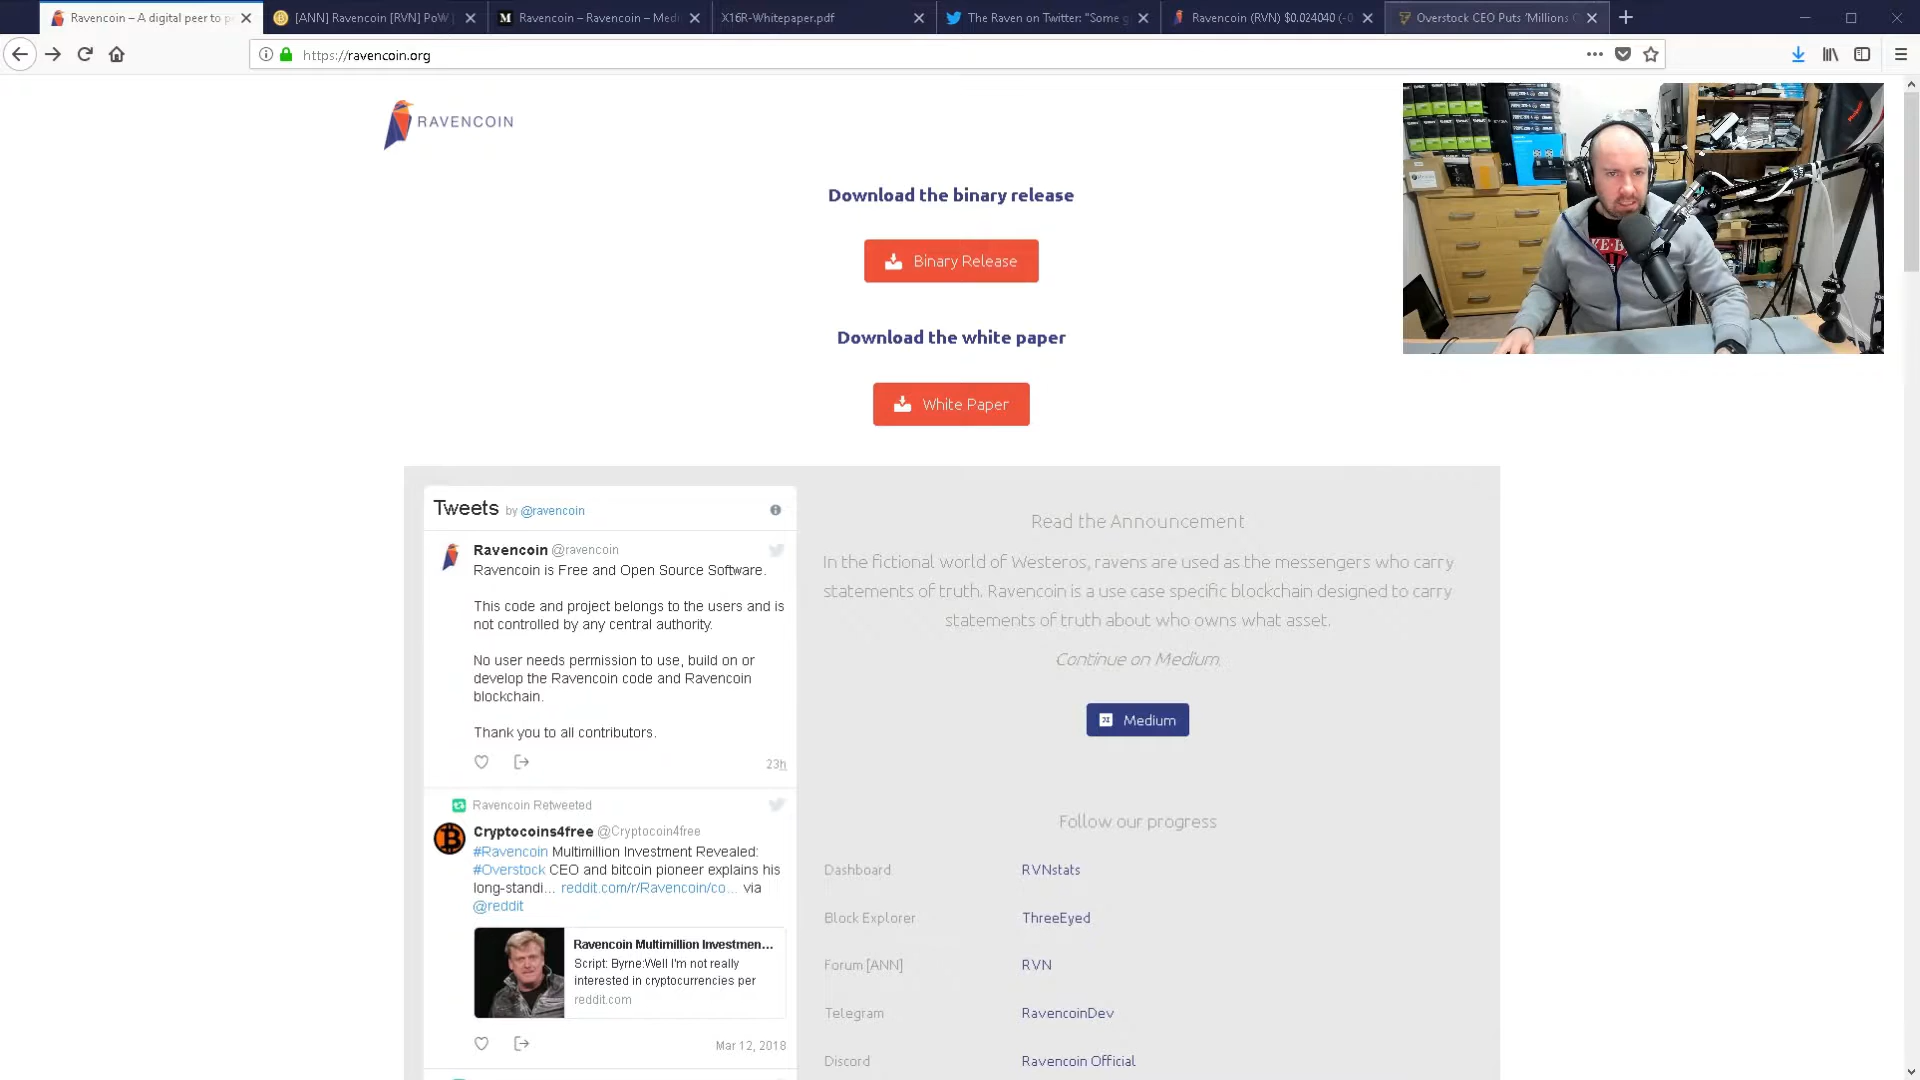 Ravencoin – A digital peer to p
[ANN] Ravencoin [RVN] PoW
Ravencoin – Ravencoin – Med
X16R-Whitepaper.pdf
The Raven on Twitter: "Some g
Ravencoin (RVN) $0.024040 (-0
Overstock CEO Puts 'Millions O
https://ravencoin.org
RAVENCOIN
Download the binary release
Binary Release
Download the white paper
White Paper
Tweets by @ravencoin
Ravencoin @ravencoin
Ravencoin is Free and Open Source Software.
This code and project belongs to the users and is
not controlled by any central authority.
No user needs permission to use, build on or
develop the Ravencoin code and Ravencoin
blockchain.
Thank you to all contributors.
23h
Ravencoin Retweeted
Cryptocoins4free @Cryptocoin4free
#Ravencoin Multimillion Investment Revealed:
#Overstock CEO and bitcoin pioneer explains his
long-standi... reddit.com/r/Ravencoin/co... via
@reddit
Ravencoin Multimillion Investmen...
Script: Byrne:Well I'm not really
interested in cryptocurrencies per
reddit.com
Mar 12, 2018
Read the Announcement
In the fictional world of Westeros, ravens are used as the messengers who carry
statements of truth. Ravencoin is a use case specific blockchain designed to carry
statements of truth about who owns what asset.
Continue on Medium.
Medium
Follow our progress
Dashboard RVNstats
Block Explorer ThreeEyed
Forum [ANN] RVN
Telegram RavencoinDev
Discord Ravencoin Official